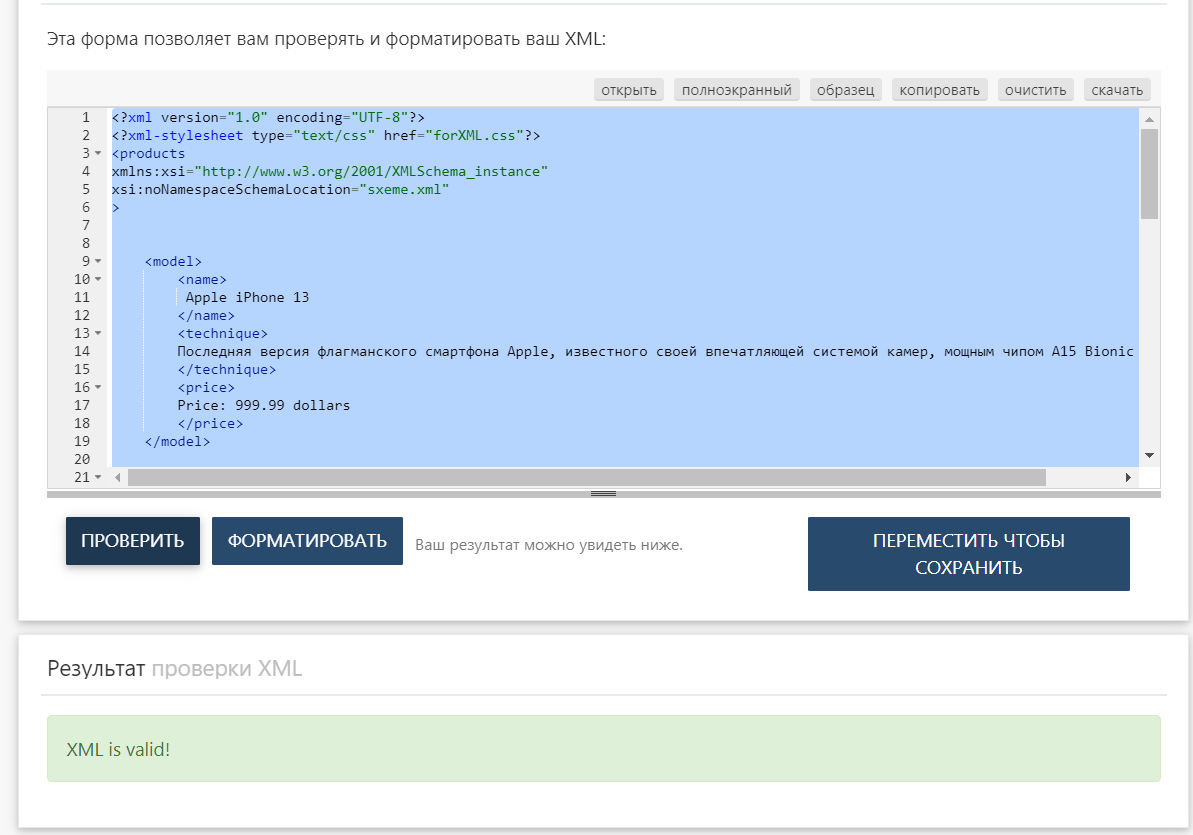 Эта форма позволяет вам проверять и форматировать ваш XML:
открыть полноэкранный образец копировать очистить скачать
1 <?xml version="1.0" encoding="UTF-8"?>
2 <?xml-stylesheet type="text/css" href="forXML.css"?>
3 <products
4 xmlns:xsi="http://www.w3.org/2001/XMLSchema_instance"
5 xsi:noNamespaceSchemaLocation="sxeme.xml"
6 >
7
8
9 <model>
10 <name>
11 Apple iPhone 13
12 </name>
13 <technique>
14 Последняя версия флагманского смартфона Apple, известного своей впечатляющей системой камер, мощным чипом A15 Bionic
15 </technique>
16 <price>
17 Price: 999.99 dollars
18 </price>
19 </model>
20
21
ПРОВЕРИТЬ ФОРМАТИРОВАТЬ Ваш результат можно увидеть ниже. ПЕРЕМЕСТИТЬ ЧТОБЫ
СОХРАНИТЬ
Результат проверки XML
XML is valid!